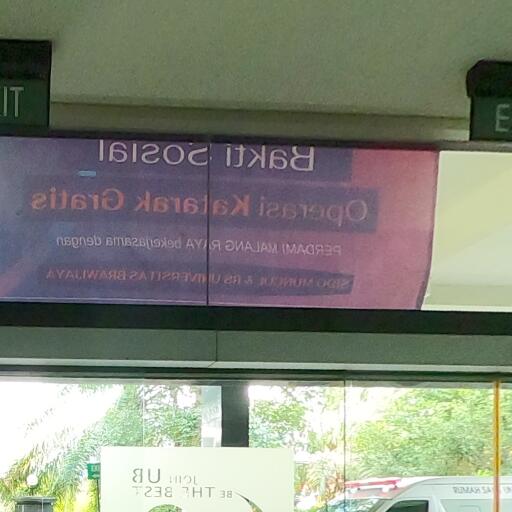 Bakti Sosial
Operasi Katarak Gratis
PERDAMI MALANG RAYA bekerjasama dengan
SIDO MUNCUL & RS UNIVERSITAS BRAWIJAYA
JOIN UB
BE THE BEST